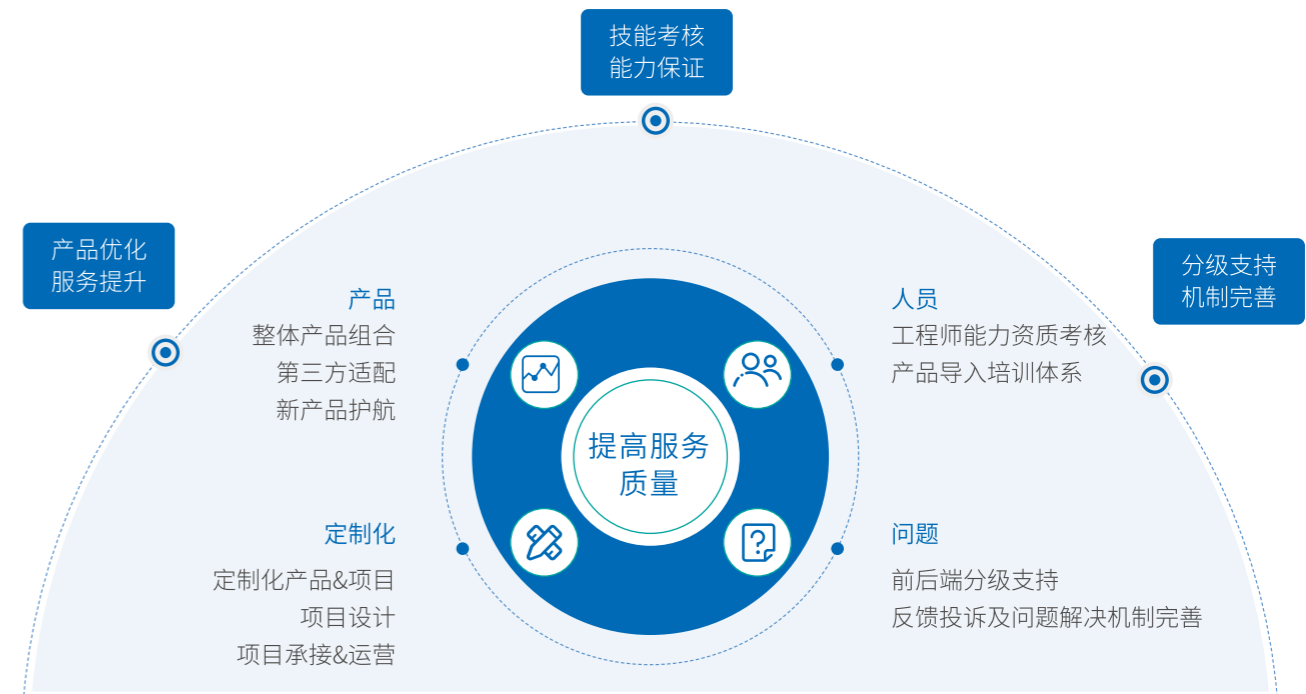 技能考核
能力保证
产品优化
服务提升
分级支持
机制完善
产品
整体产品组合
第三方适配
新产品护航
人员
工程师能力资质考核
产品导入培训体系
提高服务
质量
定制化
定制化产品&项目
项目设计
项目承接&运营
问题
前后端分级支持
反馈投诉及问题解决机制完善